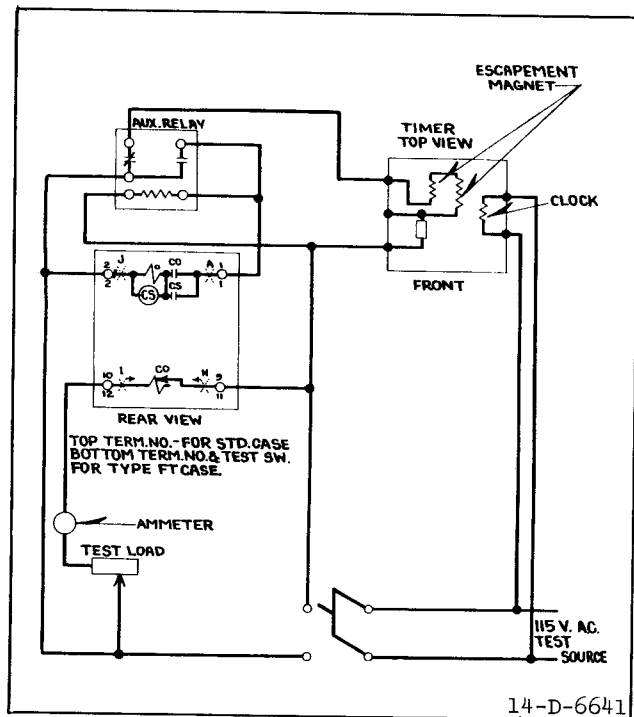 ESCAPEMENT
MAGNET
AUX. RELAY
TIMER
TOP VIEW
CLOCK
FRONT
2 J CO A 1
2 CS CS 1
10 I CO H 9
12 11
REAR VIEW
TOP TERM. NO.-FOR STD. CASE
BOTTOM TERM. NO. & TEST SW.
FOR TYPE FT CASE.
AMMETER
TEST LOAD
115 V. A.C.
TEST
SOURCE
14-D-6641